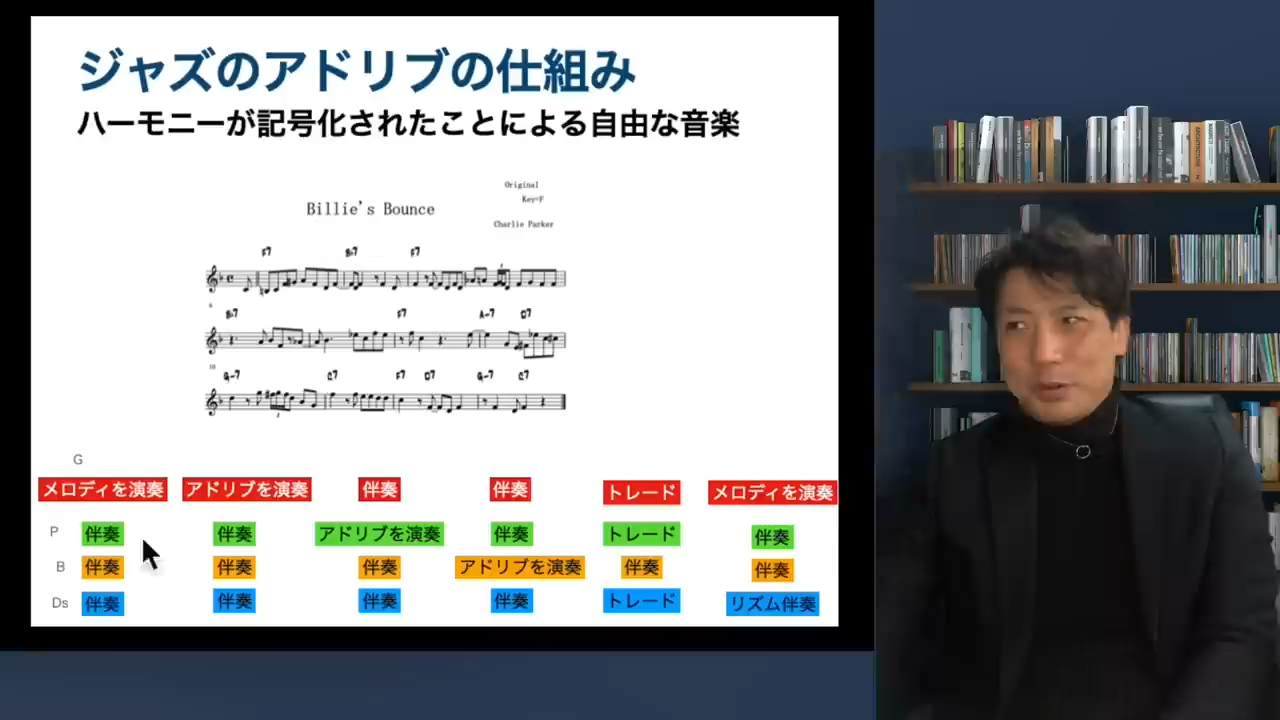 ジャズのアドリブの仕組み
ハーモニーが記号化されたことによる自由な音楽
Original
Key=F
Billie's Bounce
Charlie Parker
F7 B♭7 F7
B♭7 F7 A-7 D7
G-7 C7 F7 D7 G-7 C7
G
メロディを演奏 アドリブを演奏 伴奏 伴奏 トレード メロディを演奏
P 伴奏 伴奏 アドリブを演奏 伴奏 トレード 伴奏
B 伴奏 伴奏 伴奏 アドリブを演奏 伴奏 伴奏
Ds 伴奏 伴奏 伴奏 伴奏 トレード リズム伴奏